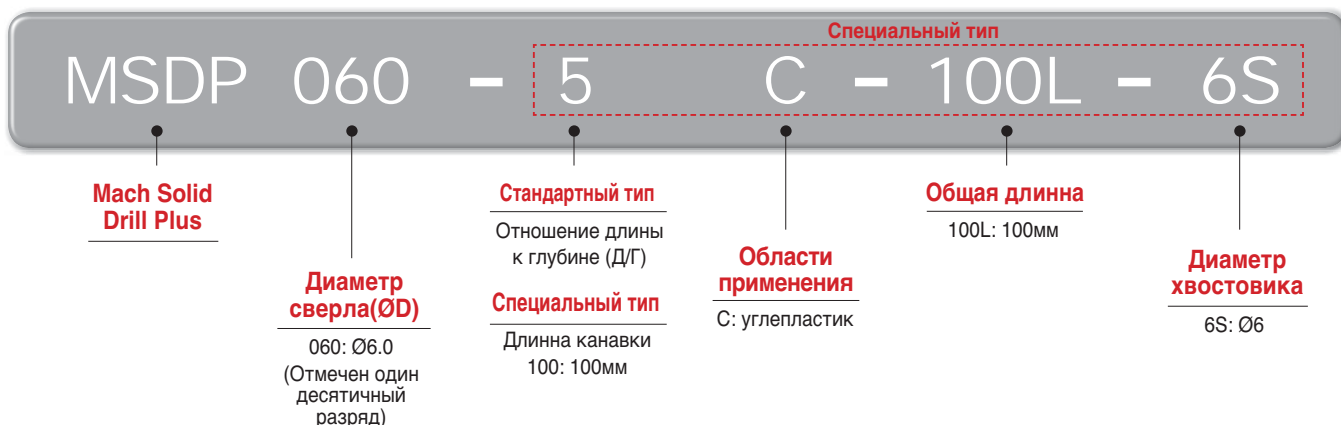 Специальный тип
MSDP 060 - 5 C - 100L - 6S
Mach Solid
Drill Plus
Диаметр
сверла(ØD)
060: Ø6.0
(Отмечен один
десятичный
разряд)
Стандартный тип
Отношение длины
к глубине (Д/Г)
Специальный тип
Длинна канавки
100: 100мм
Области
применения
С: углепластик
Общая длинна
100L: 100мм
Диаметр
хвостовика
6S: Ø6